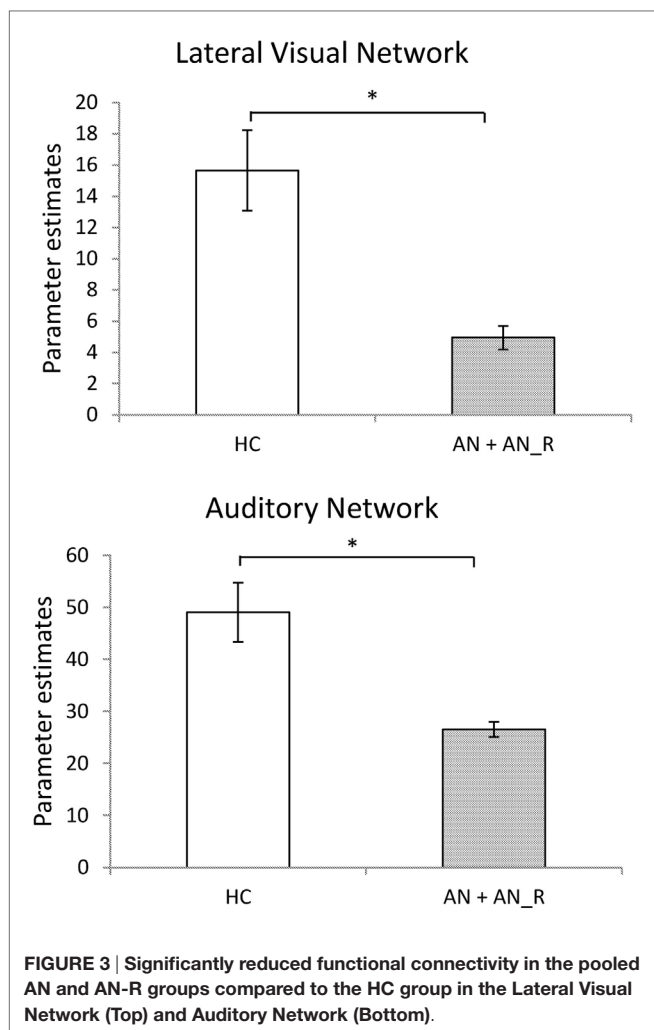 Lateral Visual Network
*
20
18
16
14
12
10
8
6
4
2
0
Parameter estimates
HC
AN + AN_R
Auditory Network
*
60
50
40
30
20
10
0
Parameter estimates
HC
AN + AN_R
FIGURE 3 | Significantly reduced functional connectivity in the pooled
AN and AN-R groups compared to the HC group in the Lateral Visual
Network (Top) and Auditory Network (Bottom).